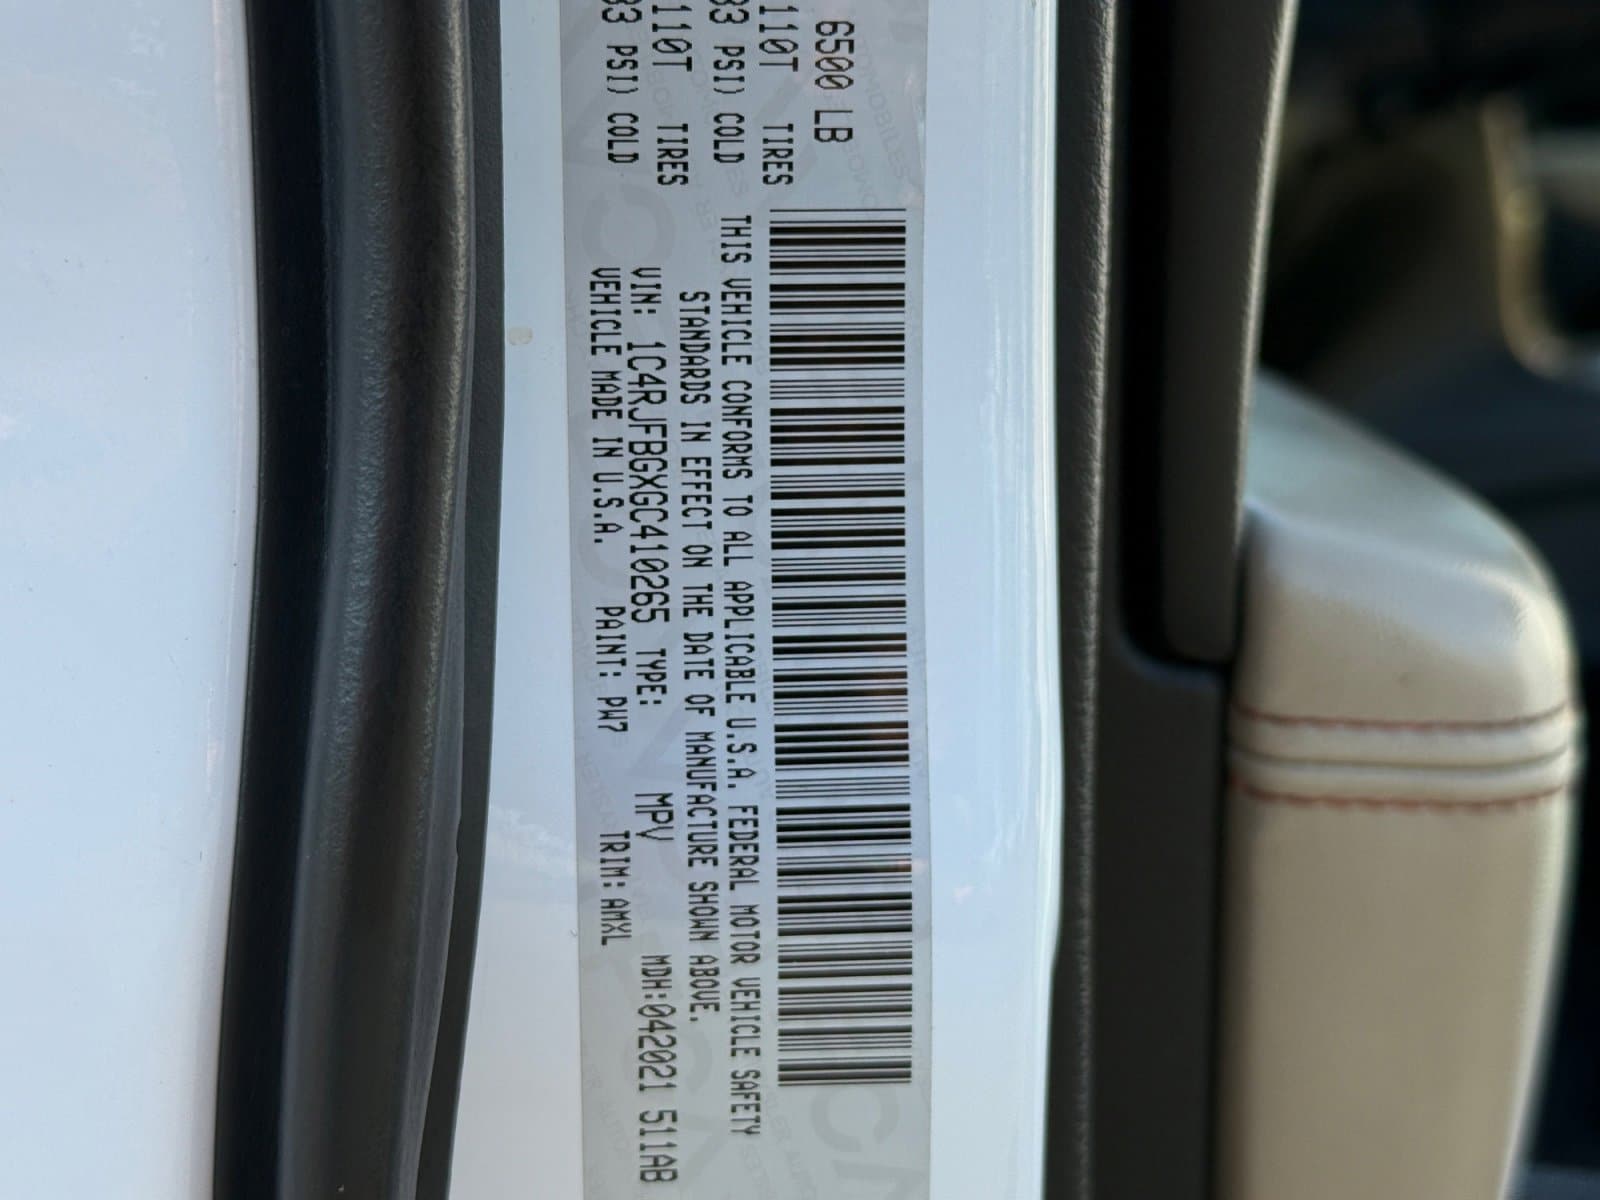 6500 LB
110T TIRES
83 PSI) COLD
110T TIRES
83 PSI) COLD
THIS VEHICLE CONFORMS TO ALL APPLICABLE U.S.A. FEDERAL MOTOR VEHICLE SAFETY
STANDARDS IN EFFECT ON THE DATE OF MANUFACTURE SHOWN ABOVE.
VIN: 1C4RJFBGXGC410265 TYPE: MPV MDH:042021 511AB
VEHICLE MADE IN U.S.A. PAINT: PW7 TRIM: AMXL